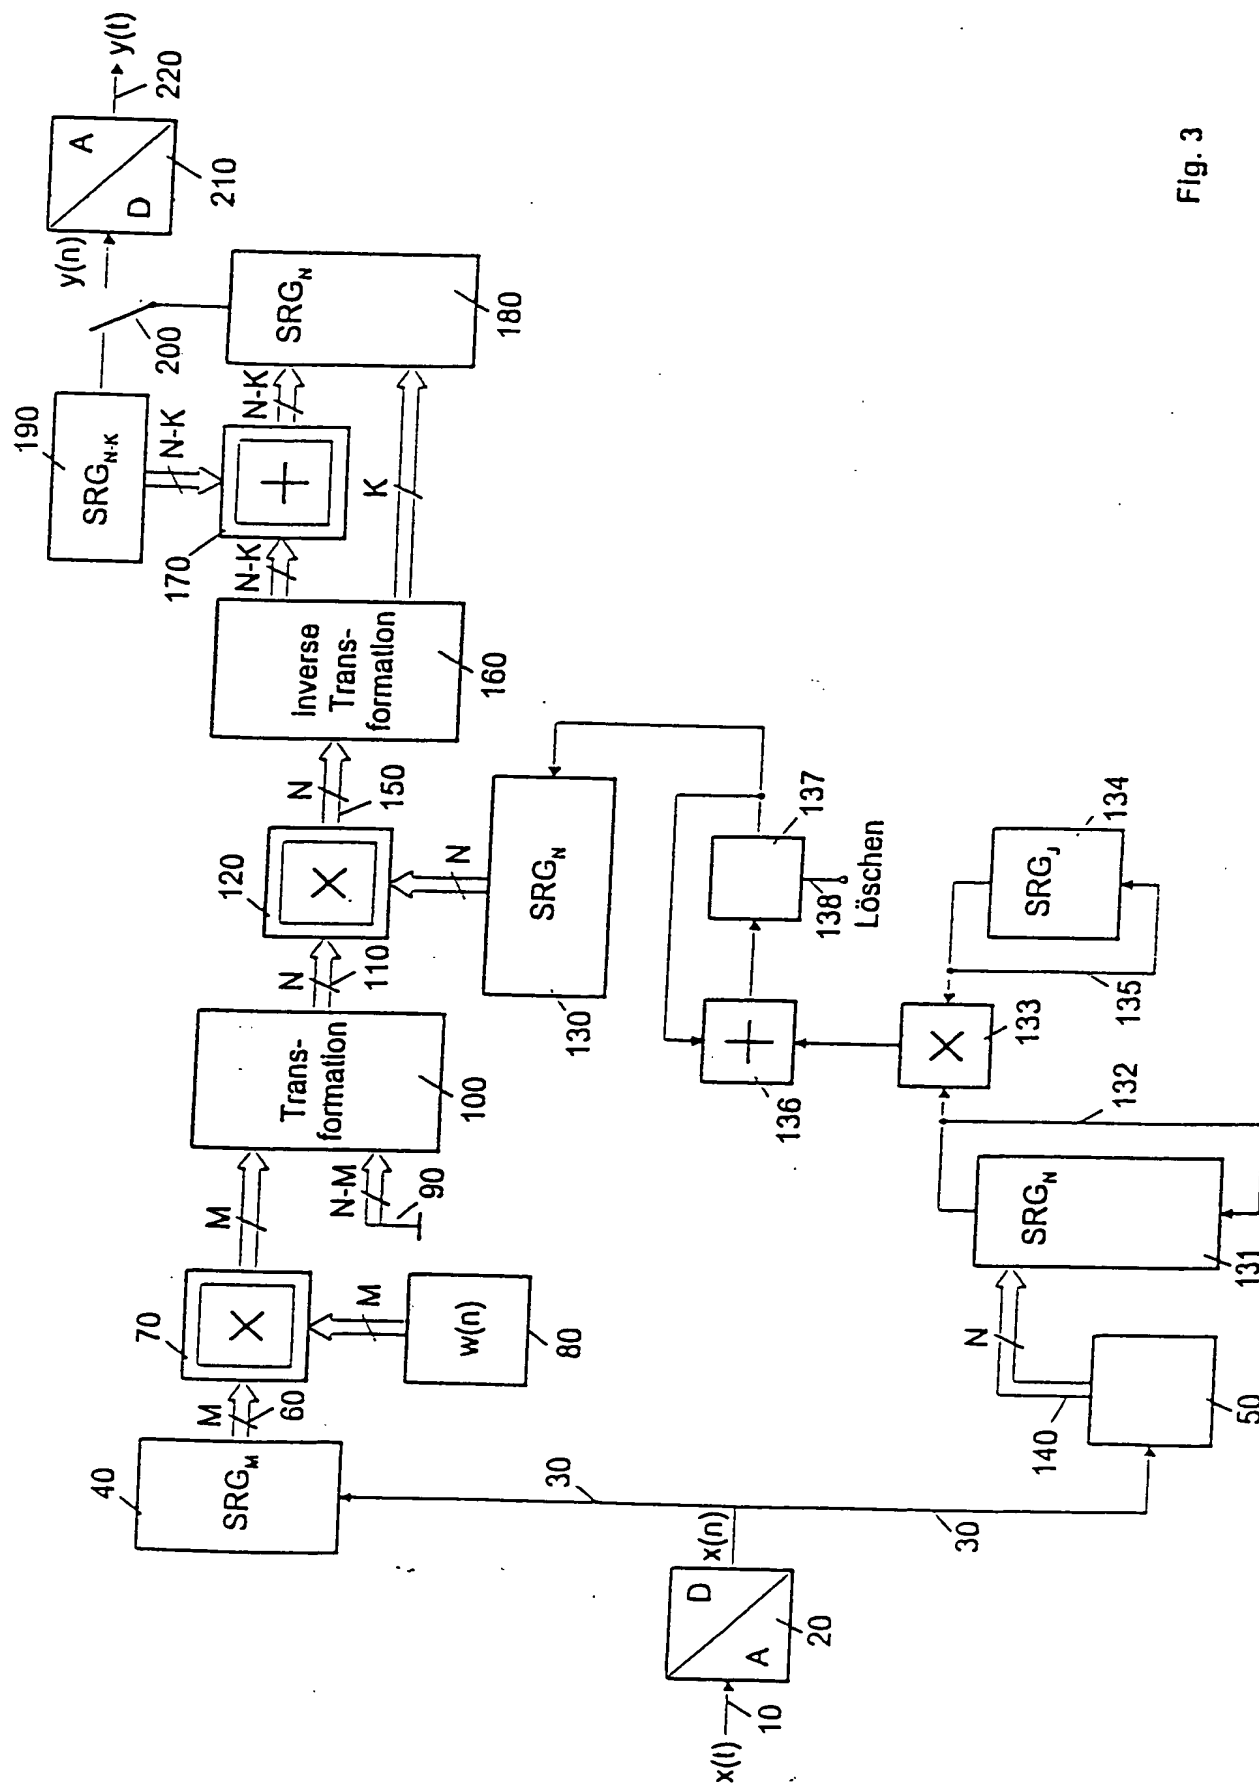 x(t)
10
A
D
20
x(n)
30
30
40
SRG_M
M
60
70
×
w(n)
80
M
M
N-M
90
Trans-
formation
100
N
110
120
×
N
SRG_N
130
N
150
Inverse
Trans-
formation
160
N-K
K
170
+
190
SRG_N-K
N-K
N-K
SRG_N
180
200
y(n)
D
A
210
y(t)
220
50
140
N
SRG_N
131
132
×
133
SRG_J
134
135
+
136
137
138
Löschen
Fig. 3